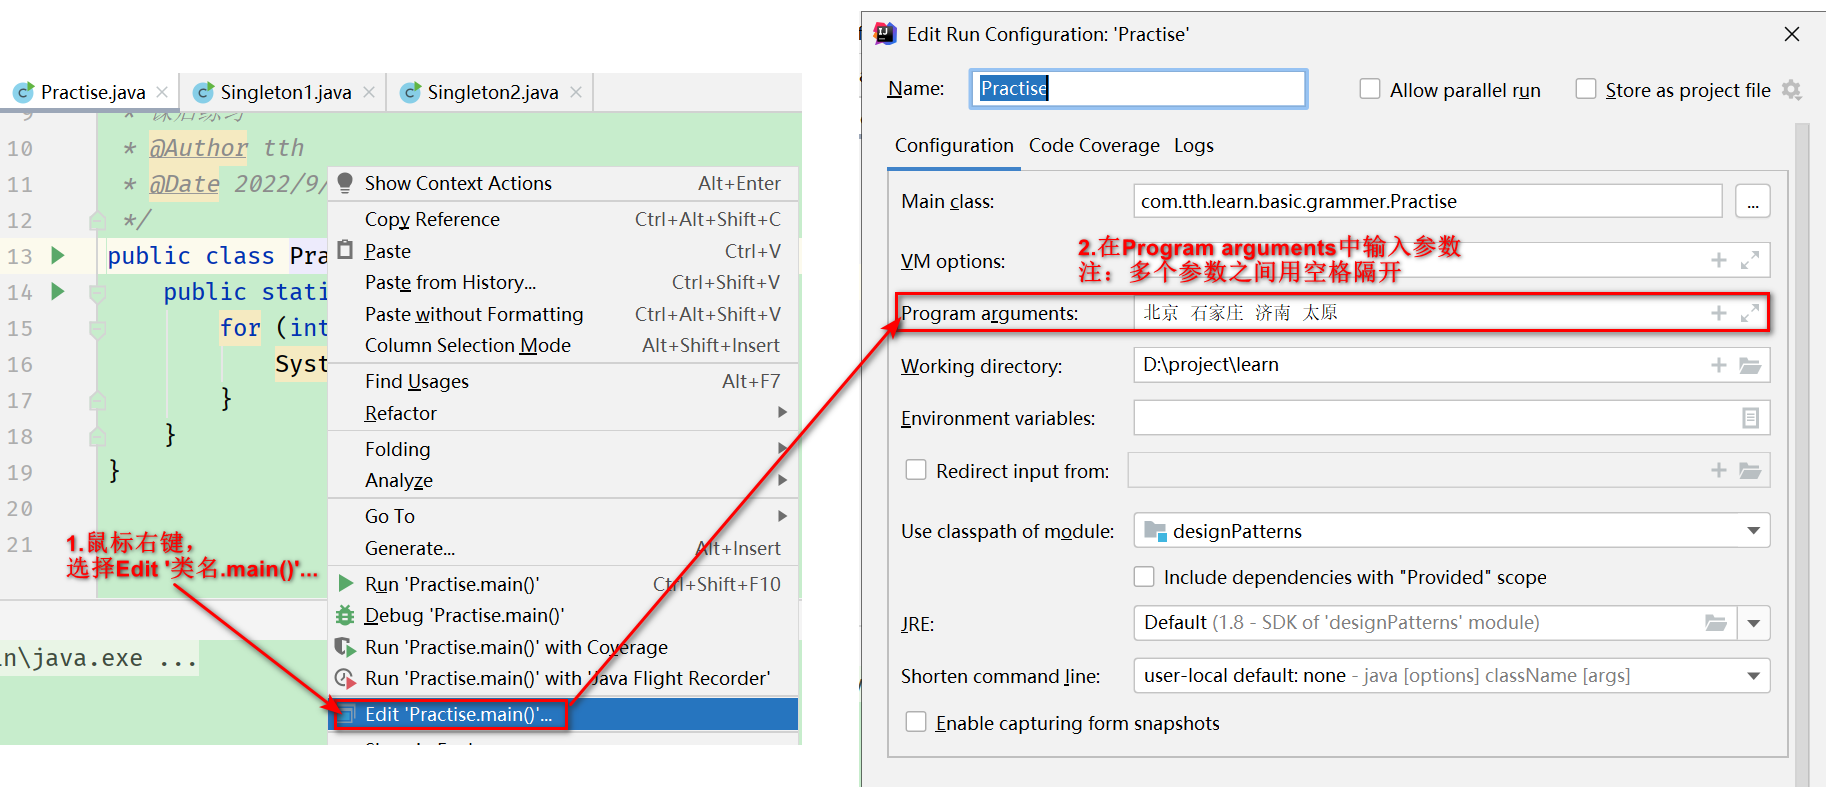 Practise.java
Singleton1.java
Singleton2.java
9 * 课后练习
10 * @Author tth
11 * @Date 2022/9/
12 */
13 public class Pra
14 public stati
15 for (int
16 Syst
17 }
18 }
19 }
20
21
1.鼠标右键，
选择Edit '类名.main()'...
n\java.exe ...
Show Context Actions Alt+Enter
Copy Reference Ctrl+Alt+Shift+C
Paste Ctrl+V
Paste from History... Ctrl+Shift+V
Paste without Formatting Ctrl+Alt+Shift+V
Column Selection Mode Alt+Shift+Insert
Find Usages Alt+F7
Refactor
Folding
Analyze
Go To
Generate... Alt+Insert
Run 'Practise.main()' Ctrl+Shift+F10
Debug 'Practise.main()'
Run 'Practise.main()' with Coverage
Run 'Practise.main()' with 'Java Flight Recorder'
Edit 'Practise.main()'...
Edit Run Configuration: 'Practise'
Name: Practise
Allow parallel run
Store as project file
Configuration Code Coverage Logs
Main class: com.tth.learn.basic.grammer.Practise ...
2.在Program arguments中输入参数
注：多个参数之间用空格隔开
VM options:
Program arguments: 北京 石家庄 济南 太原
Working directory: D:\project\learn
Environment variables:
Redirect input from:
Use classpath of module: designPatterns
Include dependencies with "Provided" scope
JRE: Default (1.8 - SDK of 'designPatterns' module)
Shorten command line: user-local default: none - java [options] className [args]
Enable capturing form snapshots